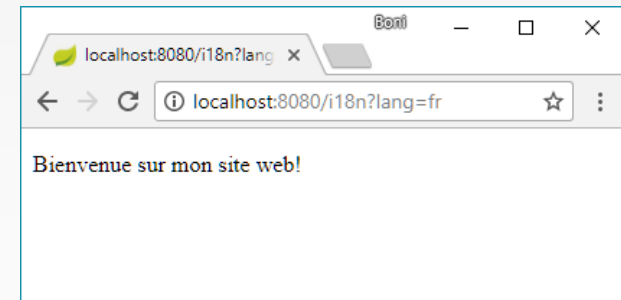 Boni
localhost:8080/i18n?lang
localhost:8080/i18n?lang=fr
Bienvenue sur mon site web!